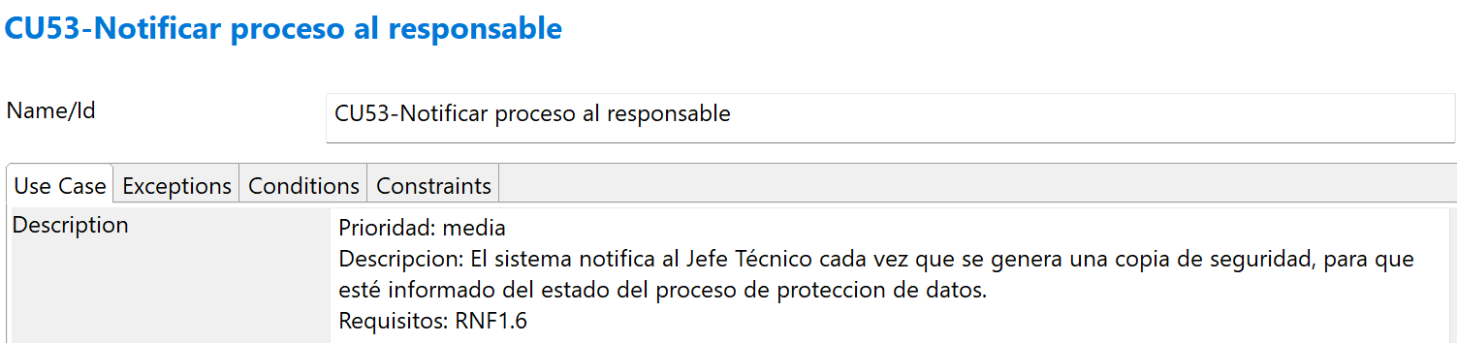 CU53-Notificar proceso al responsable
Name/Id
CU53-Notificar proceso al responsable
Use Case Exceptions Conditions Constraints
Description
Prioridad: media
Descripcion: El sistema notifica al Jefe Técnico cada vez que se genera una copia de seguridad, para que
esté informado del estado del proceso de proteccion de datos.
Requisitos: RNF1.6